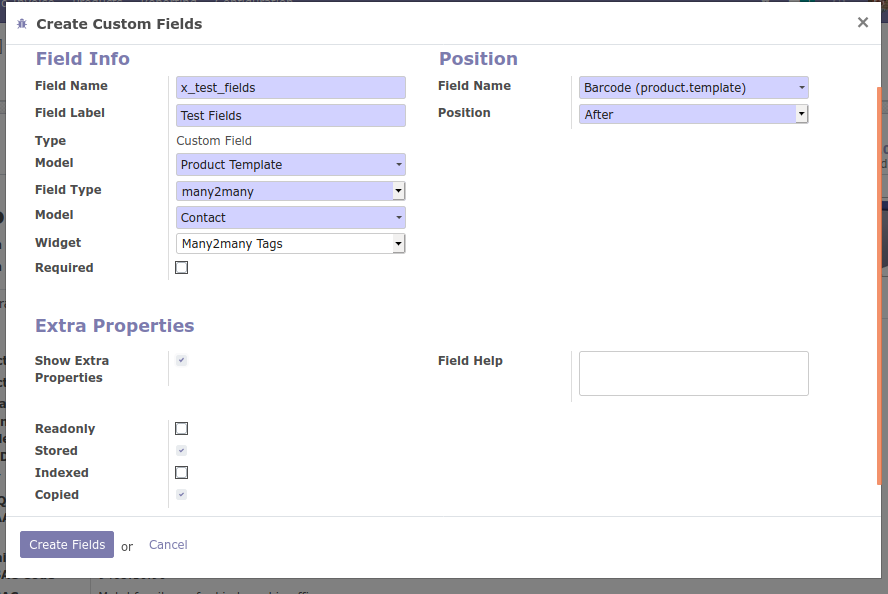 Create Custom Fields ×
Field Info
Position
Field Name x_test_fields
Field Name Barcode (product.template)
Field Label Test Fields
Position After
Type Custom Field
Model Product Template
Field Type many2many
Model Contact
Widget Many2many Tags
Required
Extra Properties
Show Extra
Properties
Field Help
Readonly
Stored
Indexed
Copied
Create Fields or Cancel